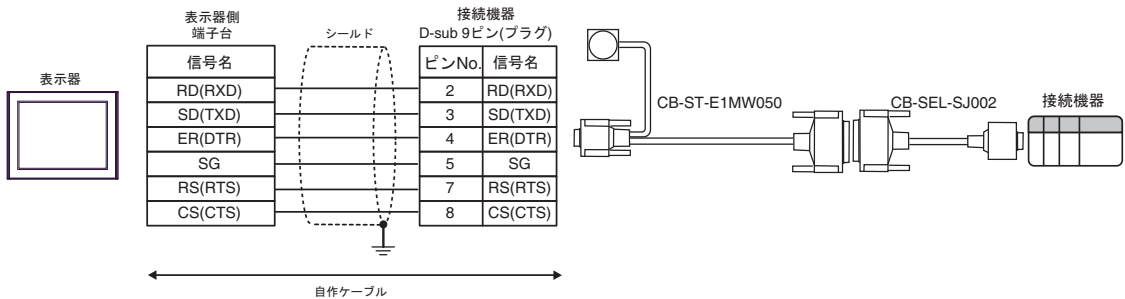 表示器
表示器側
端子台
信号名
RD(RXD)
SD(TXD)
ER(DTR)
SG
RS(RTS)
CS(CTS)
シールド
接続機器
D-sub 9ピン(プラグ)
ピンNo. 信号名
2 RD(RXD)
3 SD(TXD)
4 ER(DTR)
5 SG
7 RS(RTS)
8 CS(CTS)
自作ケーブル
CB-ST-E1MW050
CB-SEL-SJ002
接続機器